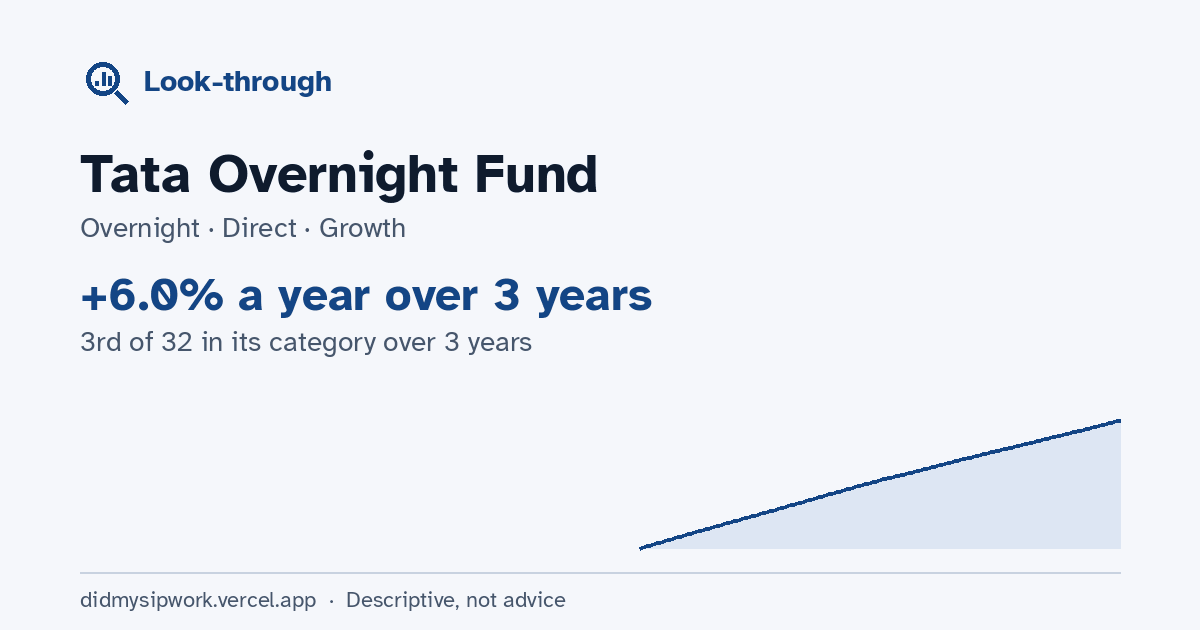 Look-through
Tata Overnight Fund
Overnight · Direct · Growth
+6.0% a year over 3 years
3rd of 32 in its category over 3 years
didmysipwork.vercel.app · Descriptive, not advice